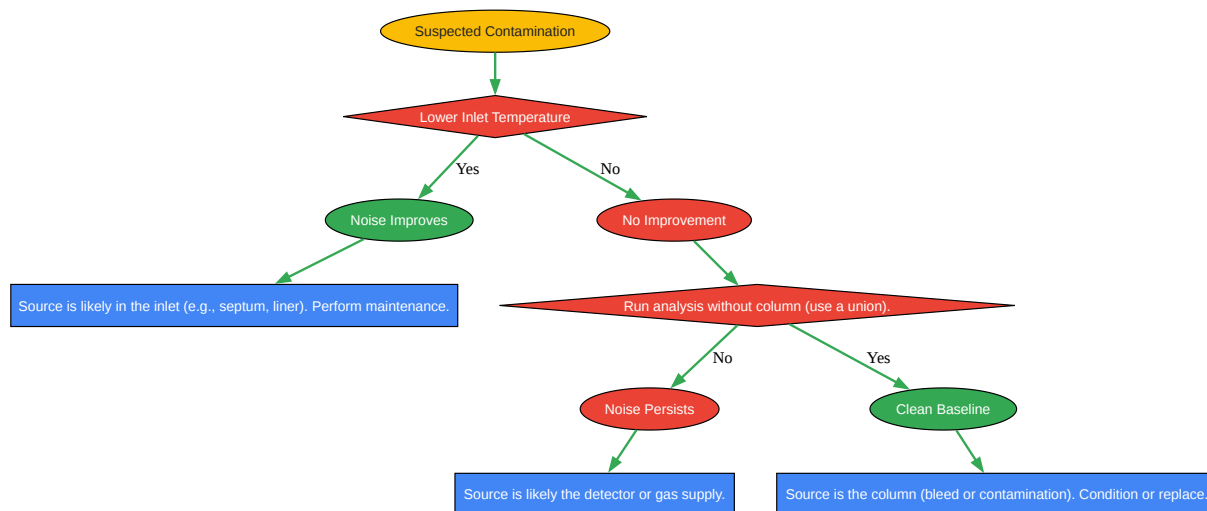 Suspected Contamination
Lower Inlet Temperature
Yes
No
Noise Improves
No Improvement
Source is likely in the inlet (e.g., septum, liner). Perform maintenance.
Run analysis without column (use a union).
No
Yes
Noise Persists
Clean Baseline
Source is likely the detector or gas supply.
Source is the column (bleed or contamination). Condition or replace.